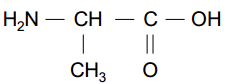 H₂N — CH — C — OH
CH₃ O